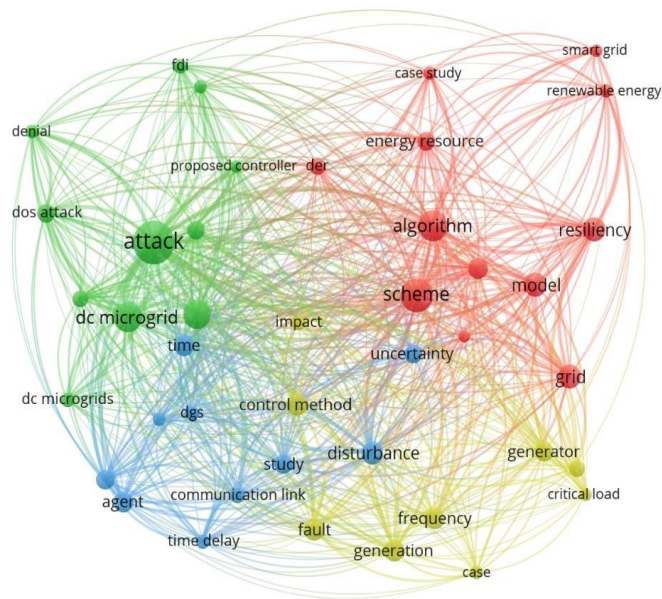 smart grid
fdi
case study
renewable energy
denial
energy resource
proposed controller
der
dos attack
attack
algorithm
resiliency
scheme
model
dc microgrid
impact
time
uncertainty
grid
dc microgrids
dgs
control method
study
disturbance
generator
agent
communication link
critical load
fault
frequency
time delay
generation
case